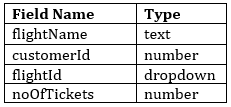 Field Name Type
flightName text
customerId number
flightId dropdown
noOfTickets number